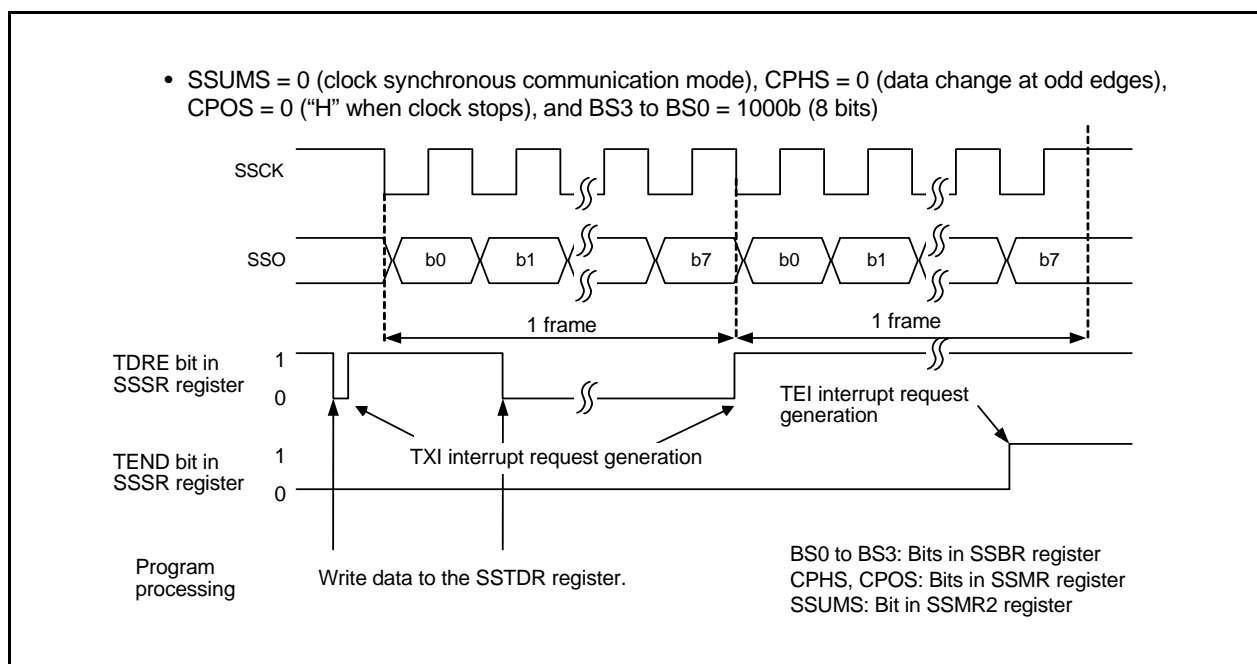 • SSUMS = 0 (clock synchronous communication mode), CPHS = 0 (data change at odd edges),
CPOS = 0 (“H” when clock stops), and BS3 to BS0 = 1000b (8 bits)
SSCK
SSO
b0
b1
b7
b0
b1
b7
1 frame
1 frame
TDRE bit in
SSSR register
1
0
TEI interrupt request
generation
TXI interrupt request generation
TEND bit in
SSSR register
1
0
Program
processing
Write data to the SSTDR register.
BS0 to BS3: Bits in SSBR register
CPHS, CPOS: Bits in SSMR register
SSUMS: Bit in SSMR2 register